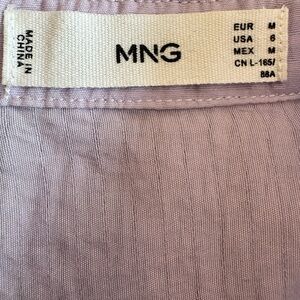 MADE IN
CHINA
MNG
EUR M
USA 6
MEX M
CN L-165/
88A